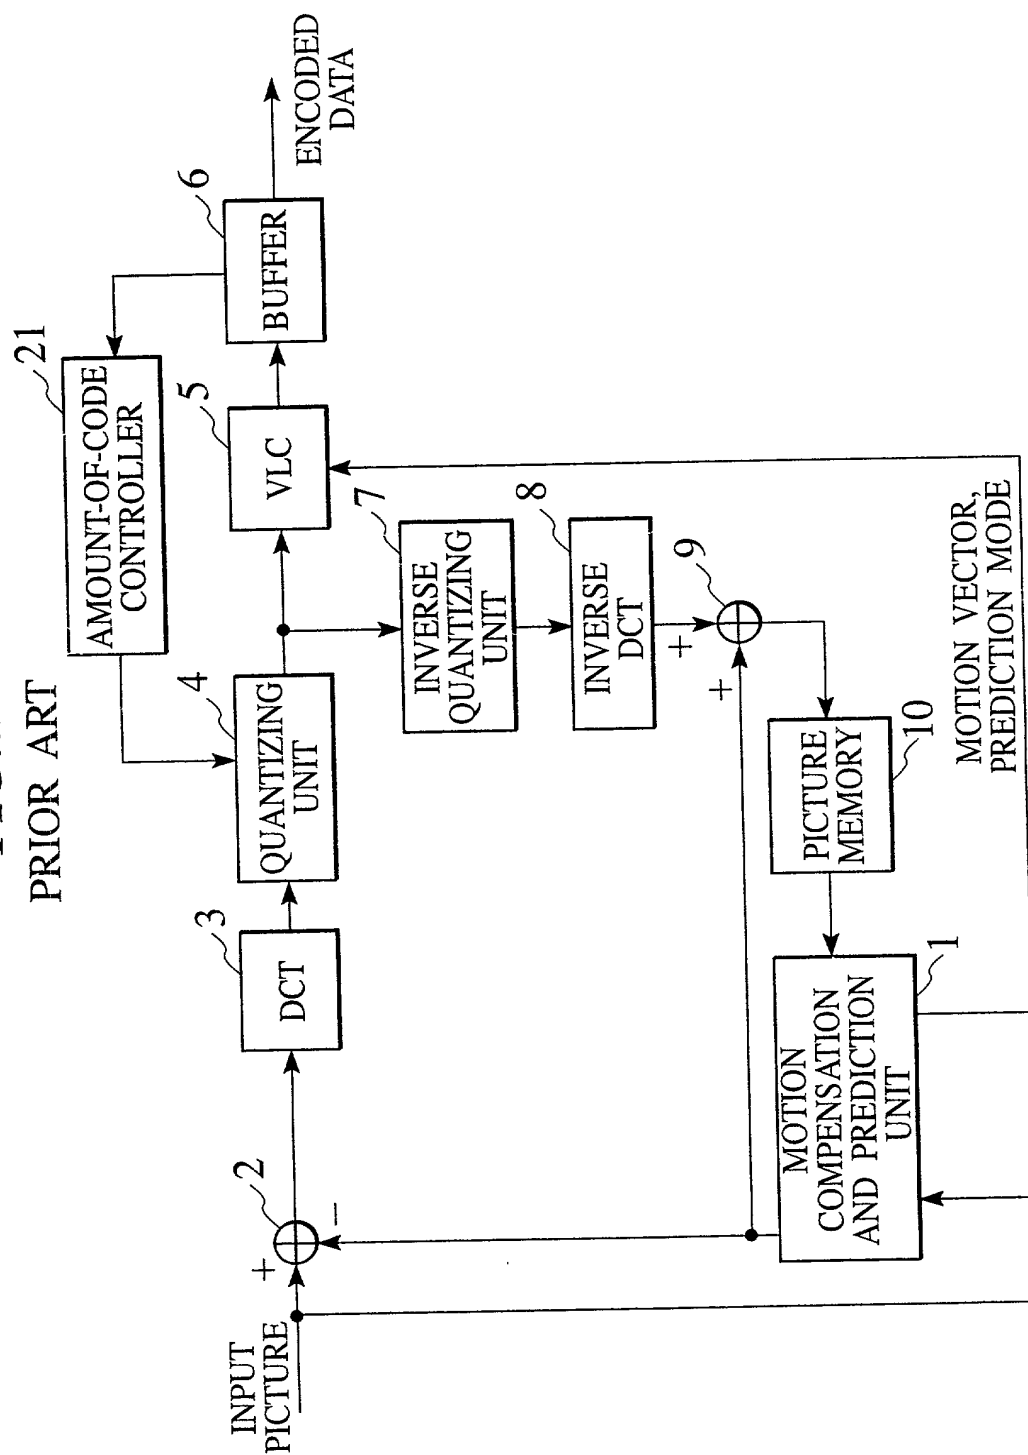 PRIOR ART
INPUT
PICTURE
+
2
-
DCT
3
QUANTIZING
UNIT
4
AMOUNT-OF-CODE
CONTROLLER
21
VLC
5
BUFFER
6
ENCODED
DATA
INVERSE
QUANTIZING
UNIT
7
INVERSE
DCT
8
+
+
9
PICTURE
MEMORY
10
MOTION
COMPENSATION
AND PREDICTION
UNIT
1
MOTION VECTOR,
PREDICTION MODE